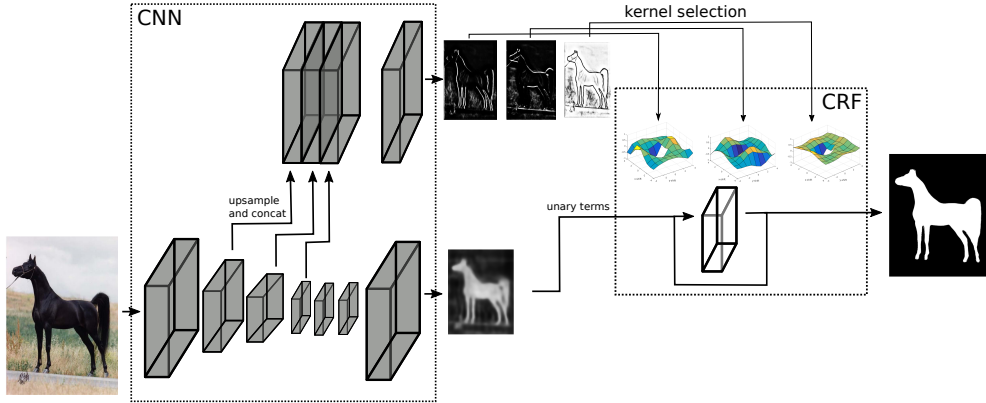 CNN
kernel selection
CRF
upsample
and concat
unary terms